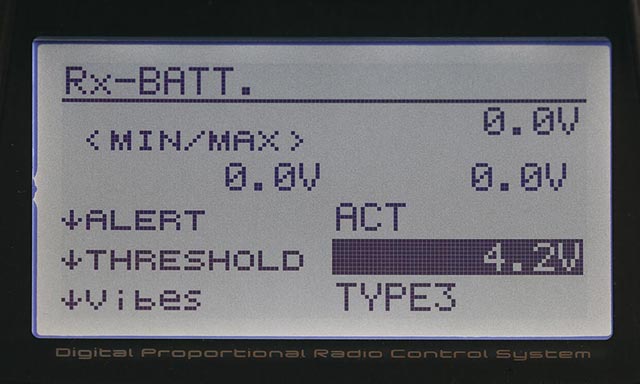 Rx-BATT.
0.0V
<MIN/MAX>
0.0V 0.0V
↓ALERT ACT
↓THRESHOLD 4.2V
↓Vibes TYPE3
Digital Proportional Radio Control System